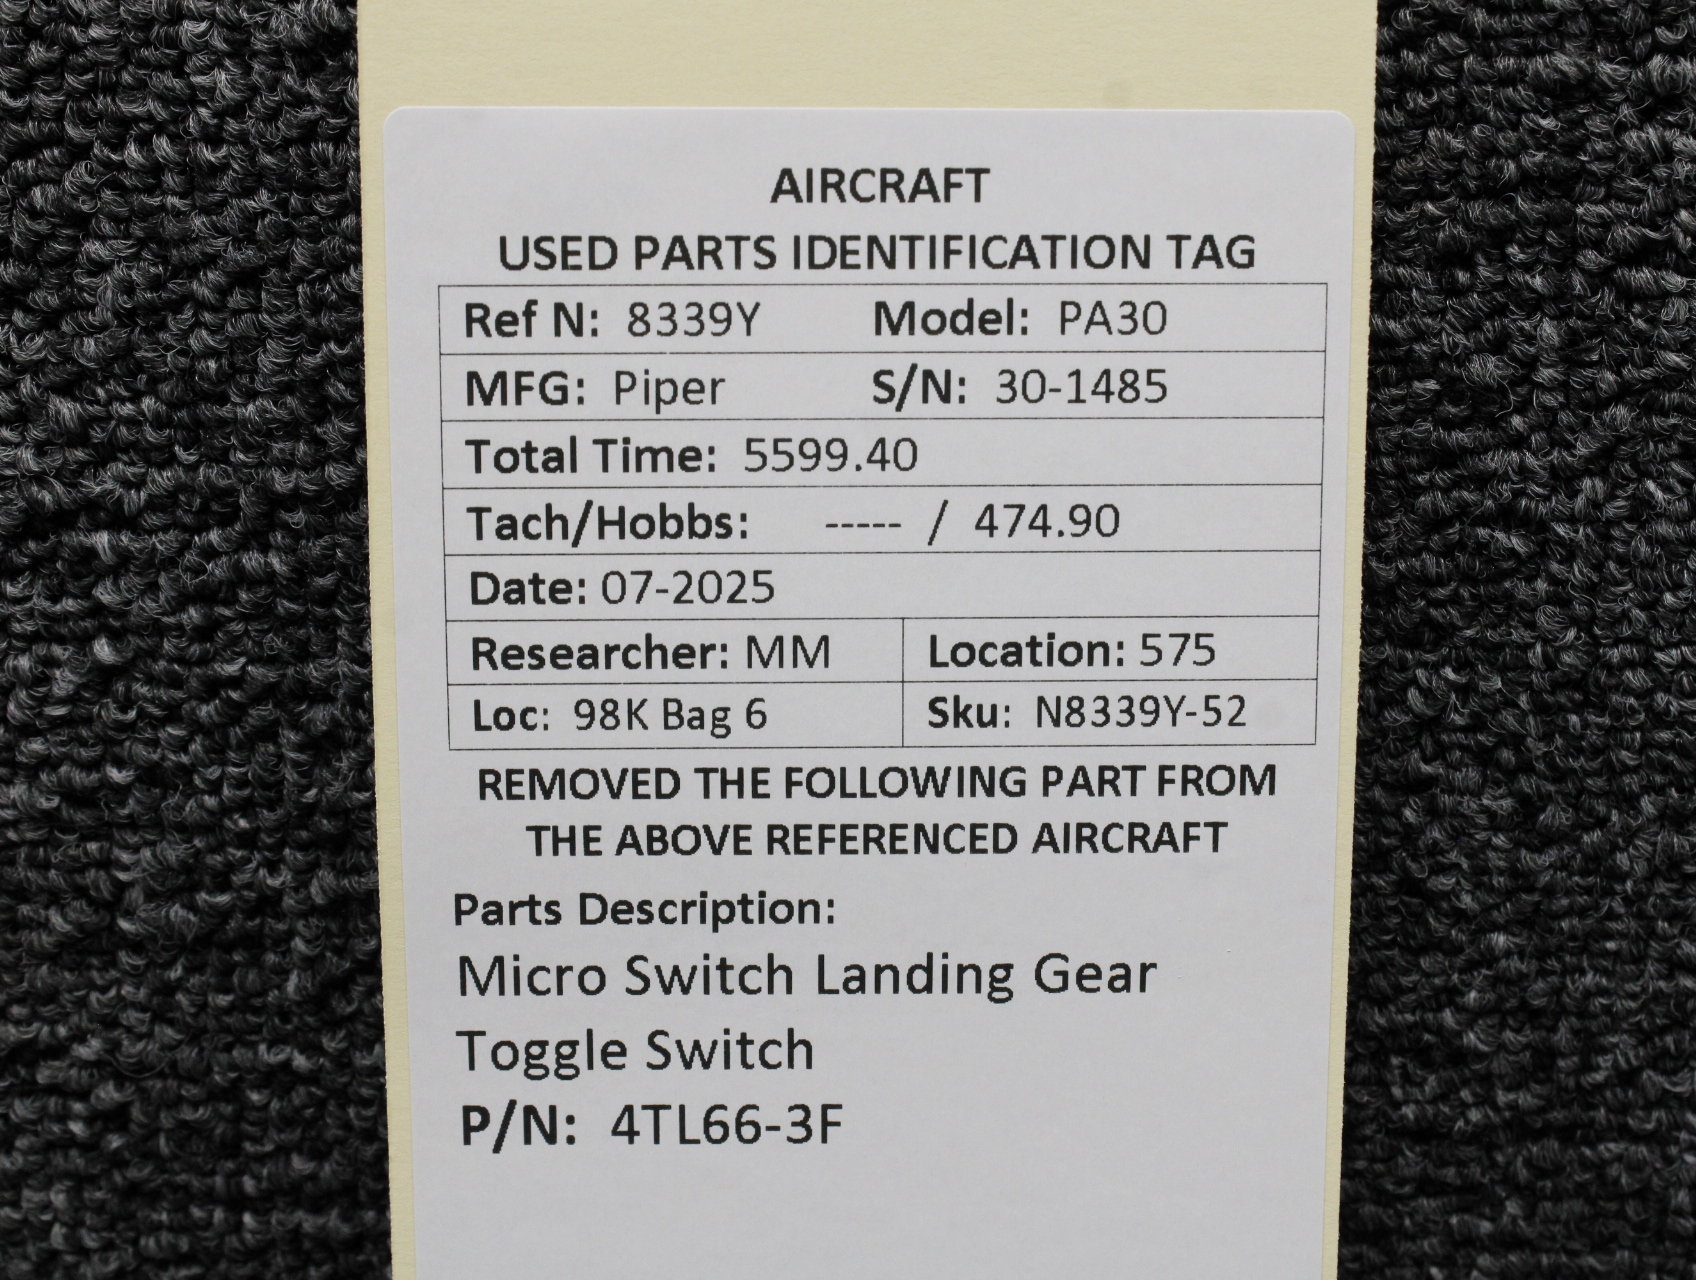 AIRCRAFT
USED PARTS IDENTIFICATION TAG
Ref N: 8339Y Model: PA30
MFG: Piper S/N: 30-1485
Total Time: 5599.40
Tach/Hobbs: ----- / 474.90
Date: 07-2025
Researcher: MM Location: 575
Loc: 98K Bag 6 Sku: N8339Y-52
REMOVED THE FOLLOWING PART FROM
THE ABOVE REFERENCED AIRCRAFT
Parts Description:
Micro Switch Landing Gear
Toggle Switch
P/N: 4TL66-3F